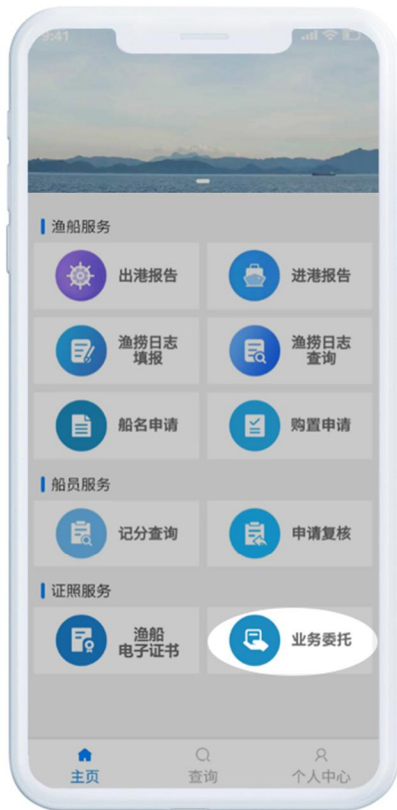 9:41
渔船服务
出港报告
进港报告
渔捞日志
填报
渔捞日志
查询
船名申请
购置申请
船员服务
记分查询
申请复核
证照服务
渔船
电子证书
业务委托
主页
查询
个人中心